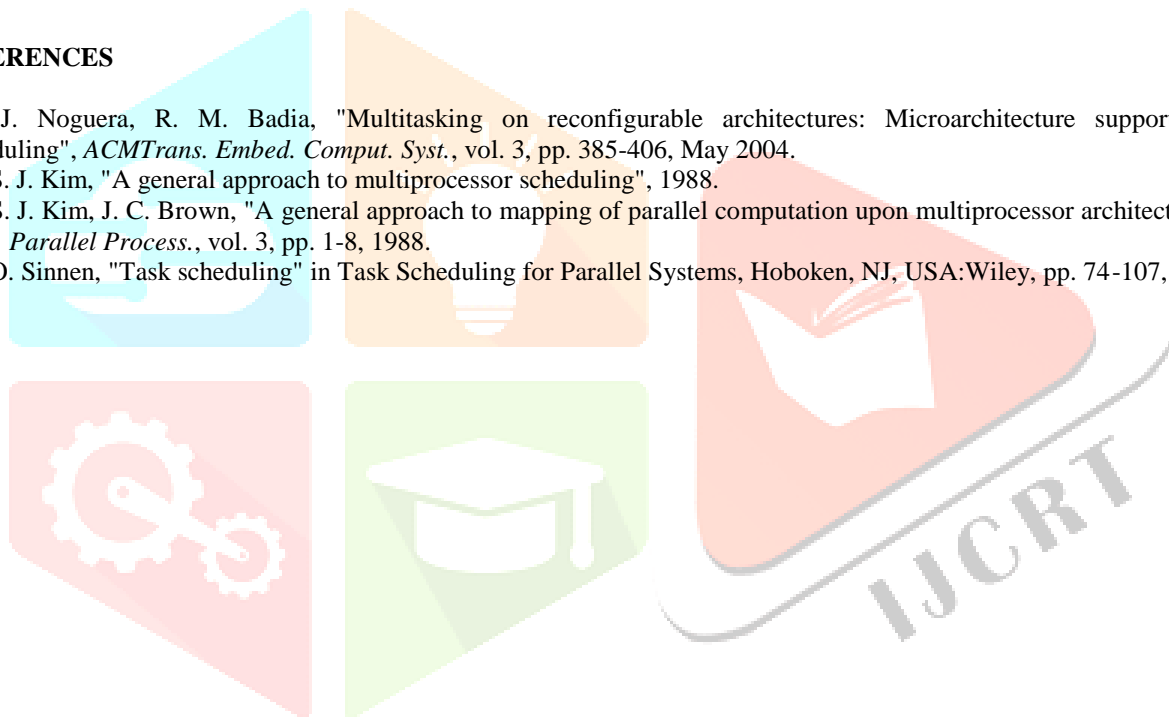 ERENCES
J. Noguera, R. M. Badia, "Multitasking on reconfigurable architectures: Microarchitecture suppor
duling", ACMTrans. Embed. Comput. Syst., vol. 3, pp. 385-406, May 2004.
S. J. Kim, "A general approach to multiprocessor scheduling", 1988.
S. J. Kim, J. C. Brown, "A general approach to mapping of parallel computation upon multiprocessor architect
Parallel Process., vol. 3, pp. 1-8, 1988.
O. Sinnen, "Task scheduling" in Task Scheduling for Parallel Systems, Hoboken, NJ, USA:Wiley, pp. 74-107,
IJCRT